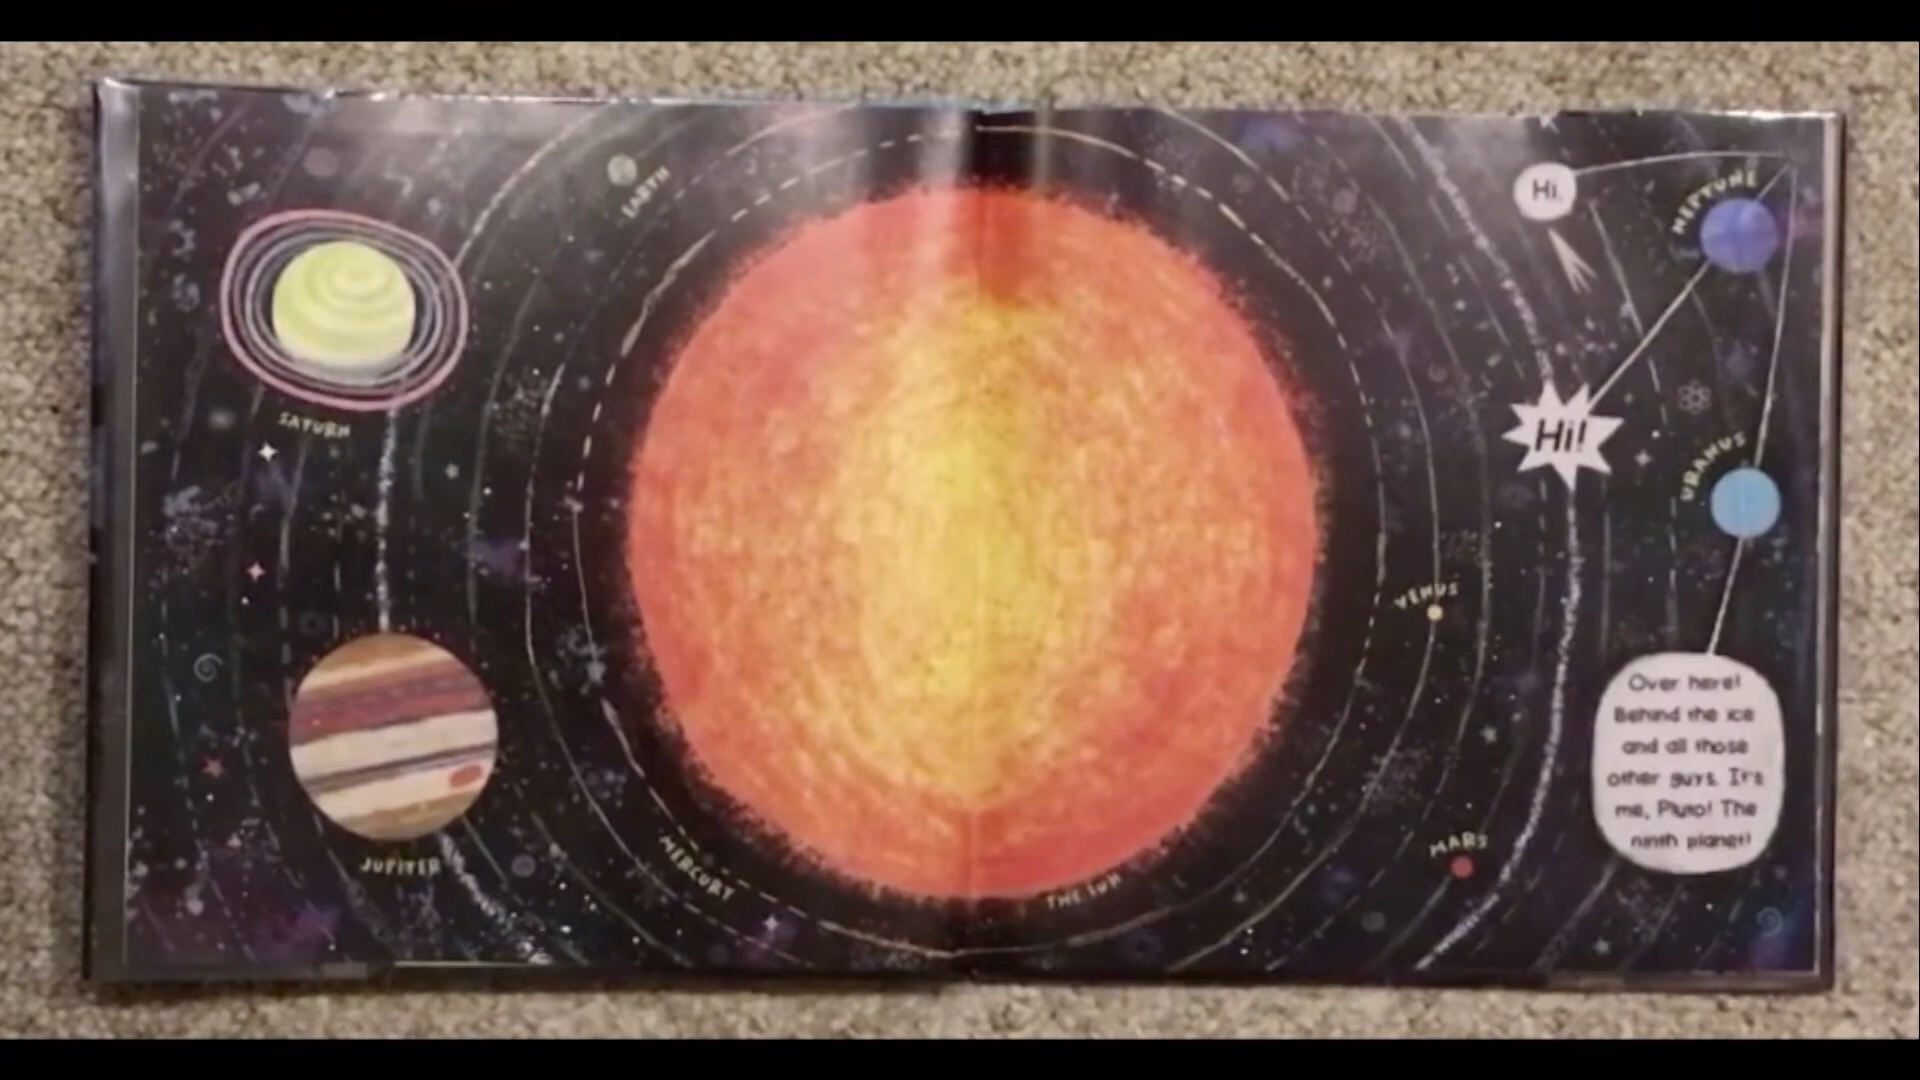 EARTH
SATURN
JUPITER
MERCURY
THE SUN
VENUS
MARS
Hi.
NEPTUNE
Hi!
URANUS
Over here!
Behind the ice
and all those
other guys. It's
me, Pluto! The
ninth planet!